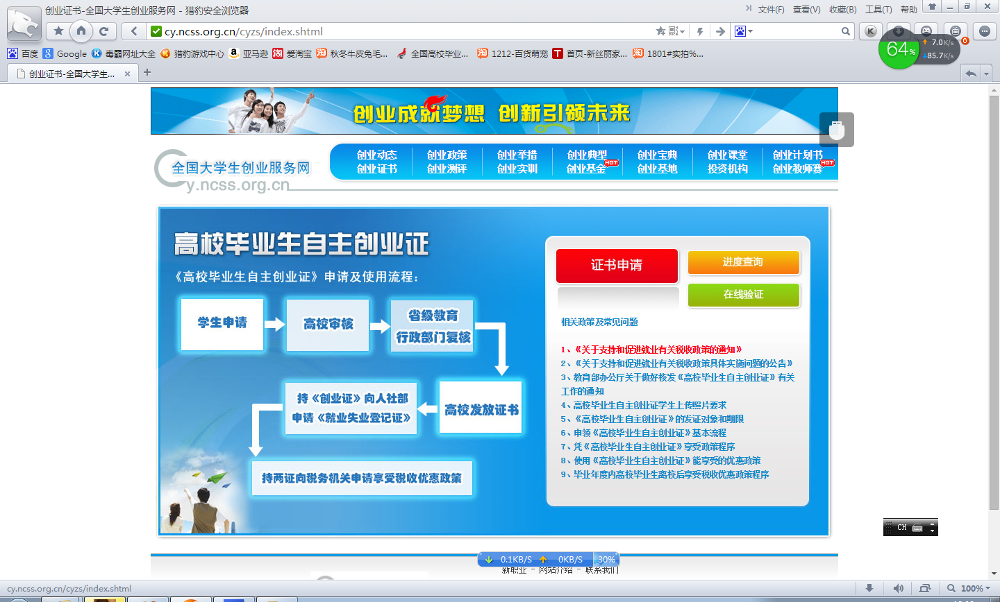 创业证书-全国大学生创业服务网 - 猎豹安全浏览器
文件(F) 查看(V) 收藏(B) 工具(T) 帮助
cy.ncss.org.cn/cyzs/index.shtml
百度 Google 毒霸网址大全 猎豹游戏中心 亚马逊 爱淘宝 秋冬牛皮兔毛... 全国高校毕业... 1212-百货萌宠 首页-新丝丽家... 1801#实拍%...
64% 7.0K/s
85.7K/s
6
创业证书-全国大学生...
创业成就梦想 创新引领未来
全国大学生创业服务网
y.ncss.org.cn
创业动态 创业政策 创业举措 创业典型 创业宝典 创业课堂 创业计划书
创业证书 创业测评 创业实训 创业基金 HOT 创业基地 投资机构 创业教师赛 HOT
高校毕业生自主创业证
《高校毕业生自主创业证》申请及使用流程：
学生申请
高校审核
省级教育
行政部门复核
高校发放证书
持《创业证》向人社部
申请《就业失业登记证》
持两证向税务机关申请享受税收优惠政策
证书申请
进度查询
在线验证
相关政策及常见问题
1、《关于支持和促进就业有关税收政策的通知》
2、《关于支持和促进就业有关税收政策具体实施问题的公告》
3、教育部办公厅关于做好核发《高校毕业生自主创业证》有关
工作的通知
4、高校毕业生自主创业证学生上传照片要求
5、《高校毕业生自主创业证》的发证对象和期限
6、申领《高校毕业生自主创业证》基本流程
7、凭《高校毕业生自主创业证》享受政策程序
8、使用《高校毕业生自主创业证》能享受的优惠政策
9、毕业年度内高校毕业生离校后享受税收优惠政策程序
CH
0.1KB/S 0KB/S 30%
新职业 - 网站介绍 - 联系我们
cy.ncss.org.cn/cyzs/index.shtml
100%